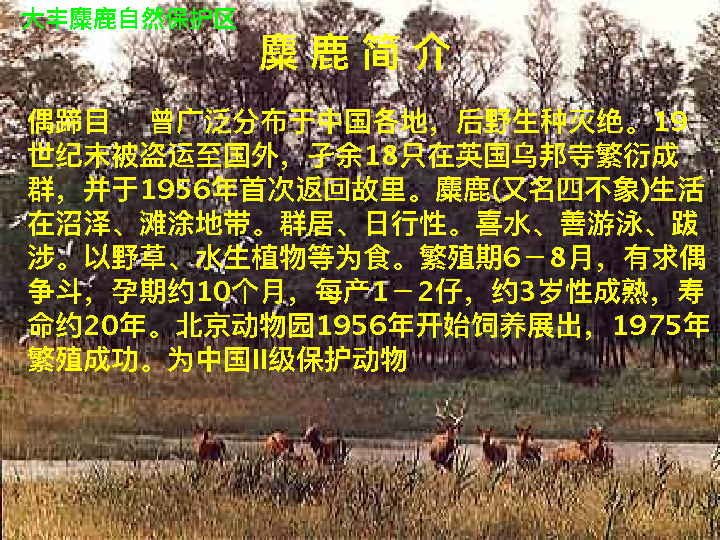 大丰麋鹿自然保护区
麋鹿简介
偶蹄目 曾广泛分布于中国各地，后野生种灭绝。19
世纪末被盗运至国外，孑余18只在英国乌邦寺繁衍成
群，并于1956年首次返回故里。麋鹿(又名四不象)生活
在沼泽、滩涂地带。群居、日行性。喜水、善游泳、跋
涉。以野草、水生植物等为食。繁殖期6－8月，有求偶
争斗，孕期约10个月，每产1－2仔，约3岁性成熟，寿
命约20年。北京动物园1956年开始饲养展出，1975年
繁殖成功。为中国II级保护动物